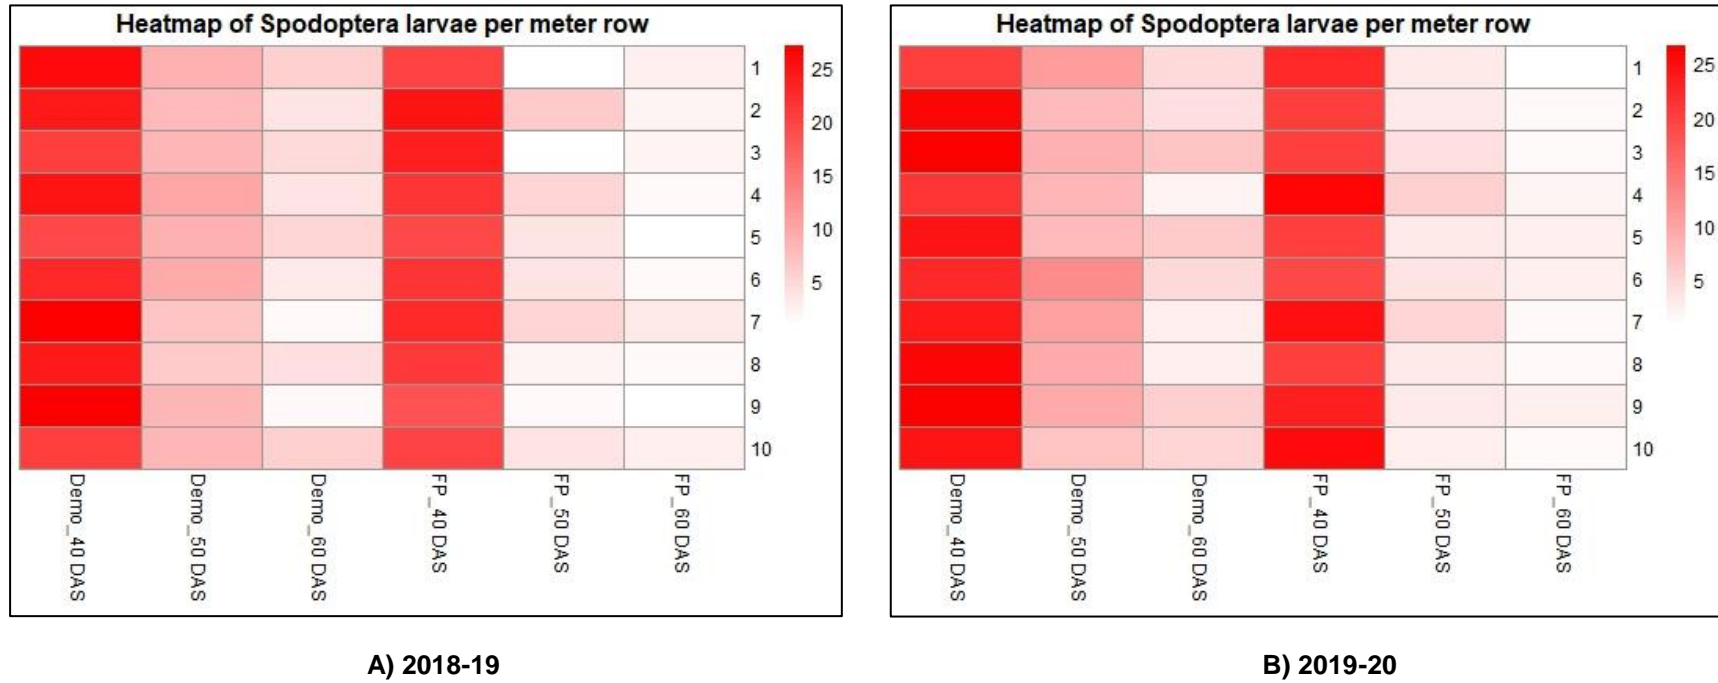 Heatmap of Spodoptera larvae per meter row
1
2
3
4
5
6
7
8
9
10
25
20
15
10
5
Demo_40 DAS
Demo_50 DAS
Demo_60 DAS
FP_40 DAS
FP_50 DAS
FP_60 DAS
A) 2018-19
Heatmap of Spodoptera larvae per meter row
1
2
3
4
5
6
7
8
9
10
25
20
15
10
5
Demo_40 DAS
Demo_50 DAS
Demo_60 DAS
FP_40 DAS
FP_50 DAS
FP_60 DAS
B) 2019-20